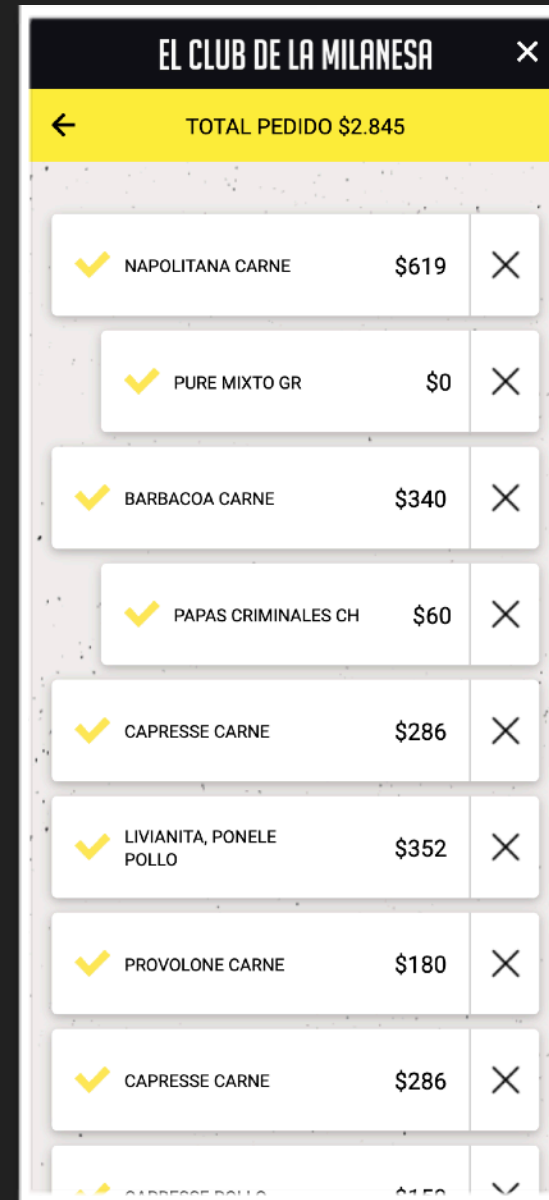 EL CLUB DE LA MILANESA
TOTAL PEDIDO $2.845
NAPOLITANA CARNE $619
PURE MIXTO GR $0
BARBACOA CARNE $340
PAPAS CRIMINALES CH $60
CAPRESSE CARNE $286
LIVIANITA, PONELE
POLLO $352
PROVOLONE CARNE $180
CAPRESSE CARNE $286